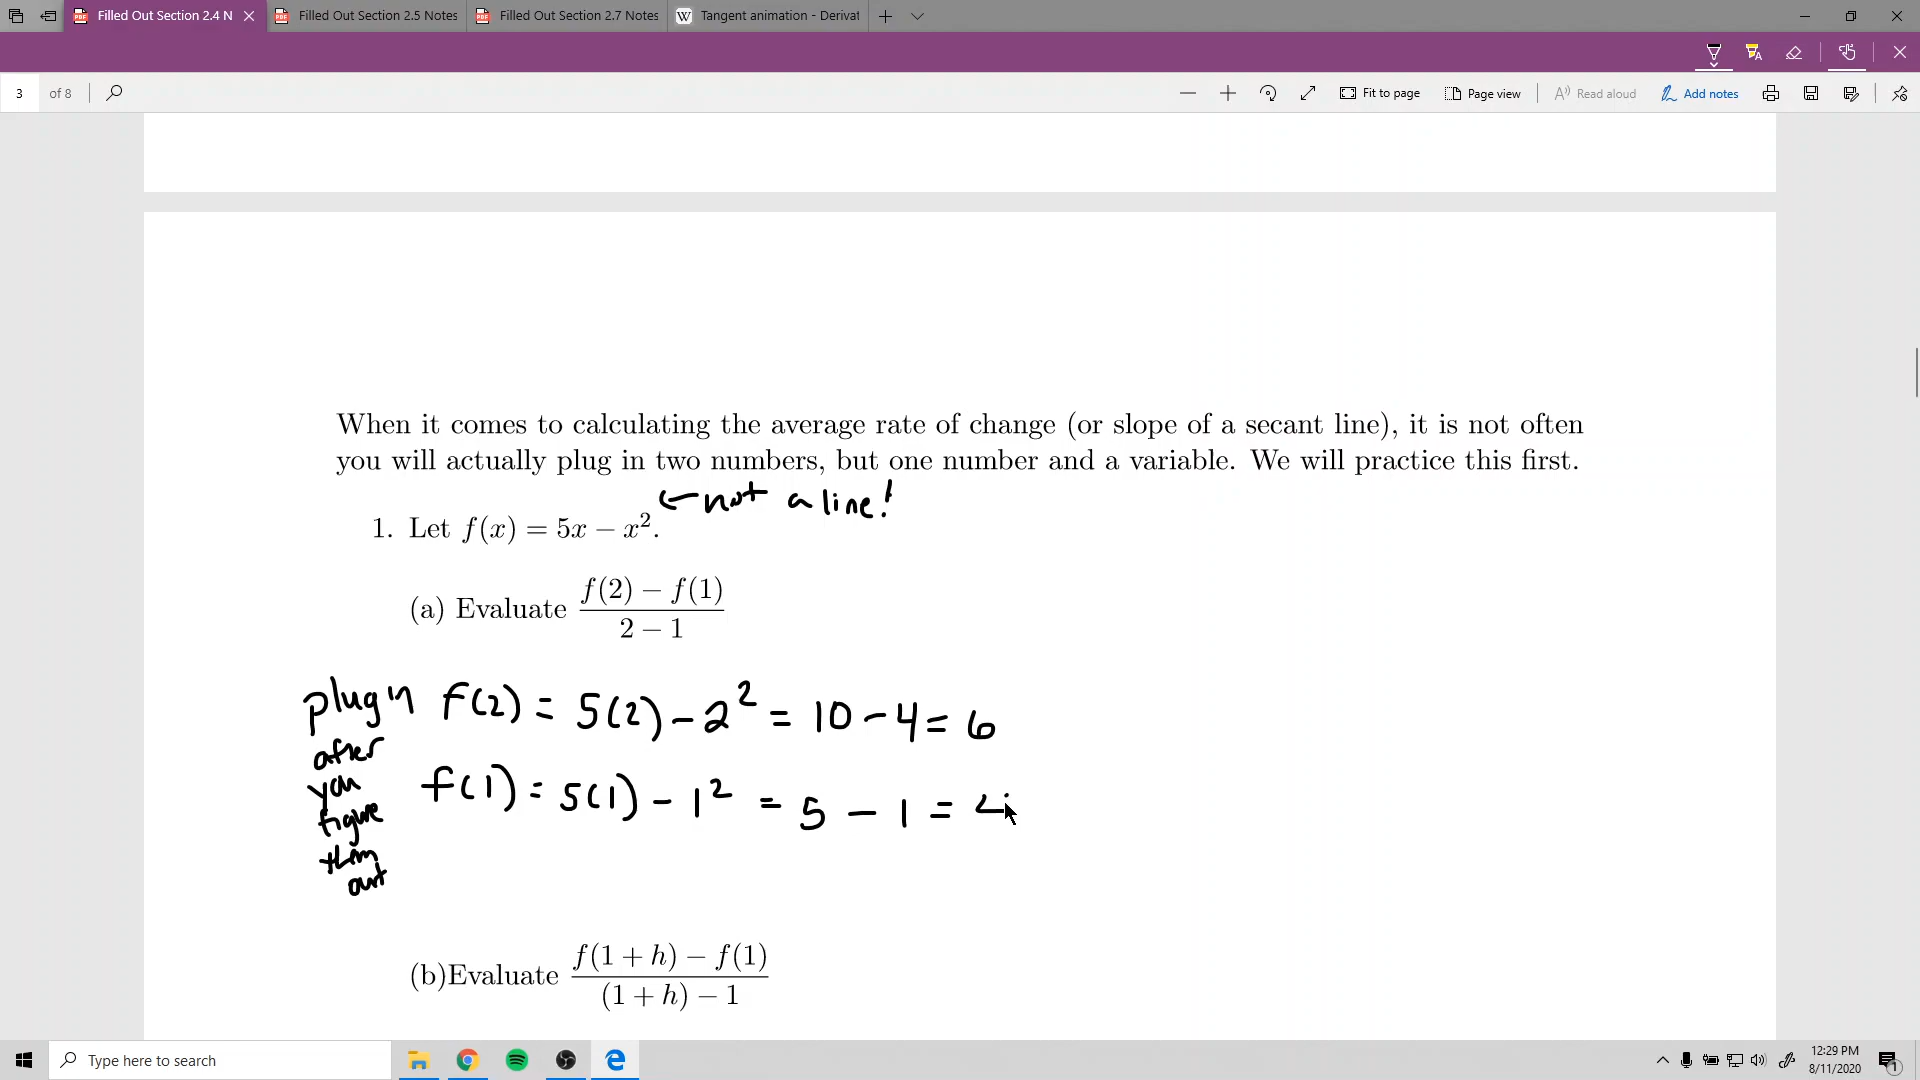 Filled Out Section 2.4 N
Filled Out Section 2.5 Notes
Filled Out Section 2.7 Notes
W Tangent animation - Derivat
3 of 8
Fit to page
Page view
Read aloud
Add notes
When it comes to calculating the average rate of change (or slope of a secant line), it is not often
you will actually plug in two numbers, but one number and a variable. We will practice this first.
← not a line!
1. Let f(x) = 5x − x².
(a) Evaluate (f(2) − f(1))/(2 − 1)
plug in f(2) = 5(2) − 2² = 10 − 4 = 6
after
you
figure
them
out
f(1) = 5(1) − 1² = 5 − 1 = 4
(b)Evaluate (f(1 + h) − f(1))/((1 + h) − 1)
Type here to search
12:29 PM
8/11/2020
1